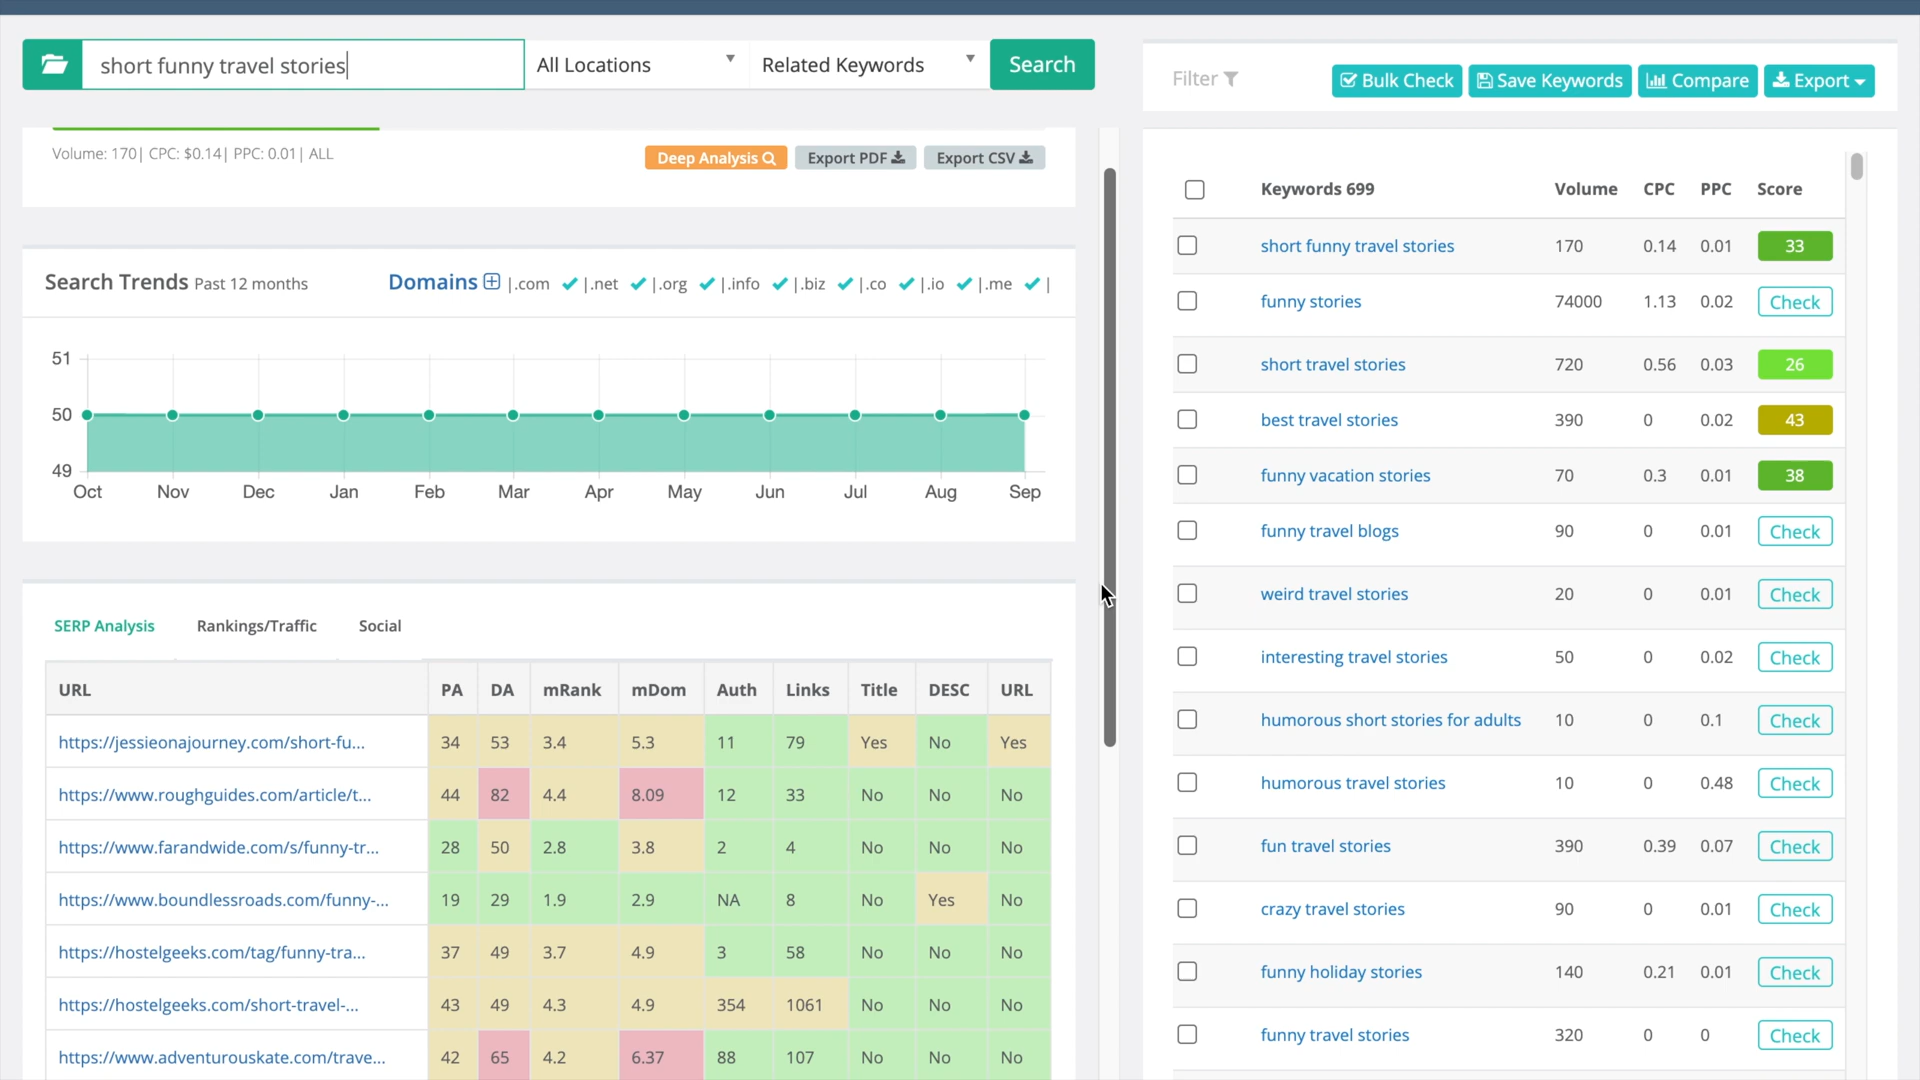 short funny travel stories
All Locations
Related Keywords
Search
Volume: 170| CPC: $0.14| PPC: 0.01| ALL
Deep Analysis
Export PDF
Export CSV
Search Trends Past 12 months
Domains |.com |.net |.org |.info |.biz |.co |.io |.me |
51
50
49
Oct Nov Dec Jan Feb Mar Apr May Jun Jul Aug Sep
SERP Analysis Rankings/Traffic Social
URL PA DA mRank mDom Auth Links Title DESC URL
https://jessieonajourney.com/short-fu... 34 53 3.4 5.3 11 79 Yes No Yes
https://www.roughguides.com/article/t... 44 82 4.4 8.09 12 33 No No No
https://www.farandwide.com/s/funny-tr... 28 50 2.8 3.8 2 4 No No No
https://www.boundlessroads.com/funny-... 19 29 1.9 2.9 NA 8 No Yes No
https://hostelgeeks.com/tag/funny-tra... 37 49 3.7 4.9 3 58 No No No
https://hostelgeeks.com/short-travel-... 43 49 4.3 4.9 354 1061 No No No
https://www.adventurouskate.com/trave... 42 65 4.2 6.37 88 107 No No No
Filter
Bulk Check
Save Keywords
Compare
Export
Keywords 699 Volume CPC PPC Score
short funny travel stories 170 0.14 0.01 33
funny stories 74000 1.13 0.02 Check
short travel stories 720 0.56 0.03 26
best travel stories 390 0 0.02 43
funny vacation stories 70 0.3 0.01 38
funny travel blogs 90 0 0.01 Check
weird travel stories 20 0 0.01 Check
interesting travel stories 50 0 0.02 Check
humorous short stories for adults 10 0 0.1 Check
humorous travel stories 10 0 0.48 Check
fun travel stories 390 0.39 0.07 Check
crazy travel stories 90 0 0.01 Check
funny holiday stories 140 0.21 0.01 Check
funny travel stories 320 0 0 Check